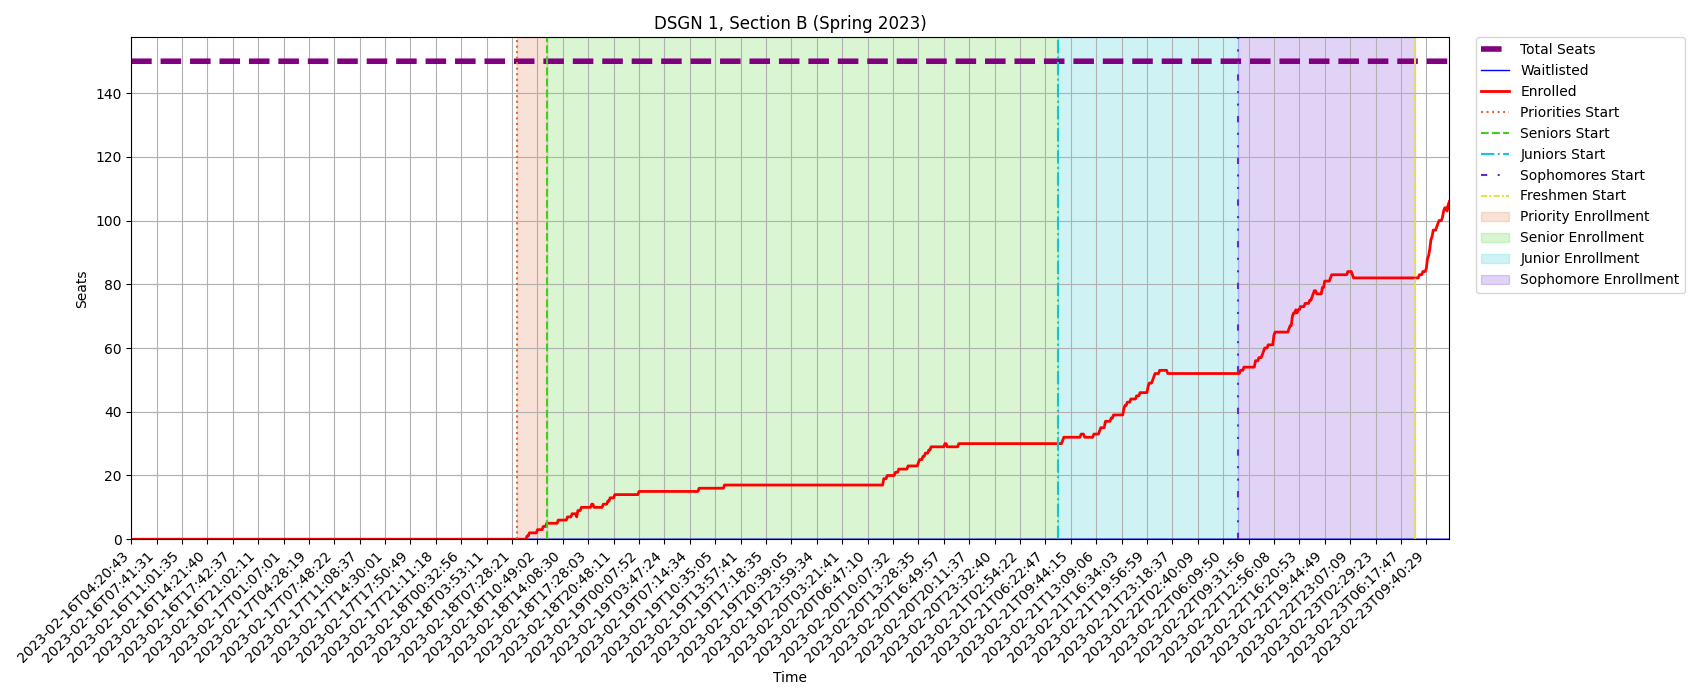 DSGN 1, Section B (Spring 2023)
Total Seats
Waitlisted
Enrolled
Priorities Start
Seniors Start
Juniors Start
Sophomores Start
Freshmen Start
Priority Enrollment
Senior Enrollment
Junior Enrollment
Sophomore Enrollment
Seats
140
120
100
80
60
40
20
0
2023-02-16T04:20:43
2023-02-16T07:41:31
2023-02-16T11:01:35
2023-02-16T14:21:40
2023-02-16T17:42:37
2023-02-16T21:02:11
2023-02-17T01:07:01
2023-02-17T04:28:19
2023-02-17T07:48:22
2023-02-17T11:08:37
2023-02-17T14:30:01
2023-02-17T17:50:49
2023-02-17T21:11:18
2023-02-18T00:32:56
2023-02-18T03:53:11
2023-02-18T07:28:21
2023-02-18T10:49:02
2023-02-18T14:08:30
2023-02-18T17:28:03
2023-02-18T20:48:11
2023-02-19T00:07:52
2023-02-19T03:47:24
2023-02-19T07:14:34
2023-02-19T10:35:05
2023-02-19T13:57:41
2023-02-19T17:18:35
2023-02-19T20:39:05
2023-02-19T23:59:34
2023-02-20T03:21:41
2023-02-20T06:47:10
2023-02-20T10:07:32
2023-02-20T13:28:35
2023-02-20T16:49:57
2023-02-20T20:11:37
2023-02-20T23:32:40
2023-02-21T02:54:22
2023-02-21T06:22:47
2023-02-21T09:44:15
2023-02-21T13:09:06
2023-02-21T16:34:03
2023-02-21T19:56:59
2023-02-21T23:18:37
2023-02-22T02:40:09
2023-02-22T06:09:50
2023-02-22T09:31:56
2023-02-22T12:56:08
2023-02-22T16:20:53
2023-02-22T19:44:49
2023-02-22T23:07:09
2023-02-23T02:29:23
2023-02-23T06:17:47
2023-02-23T09:40:29
Time